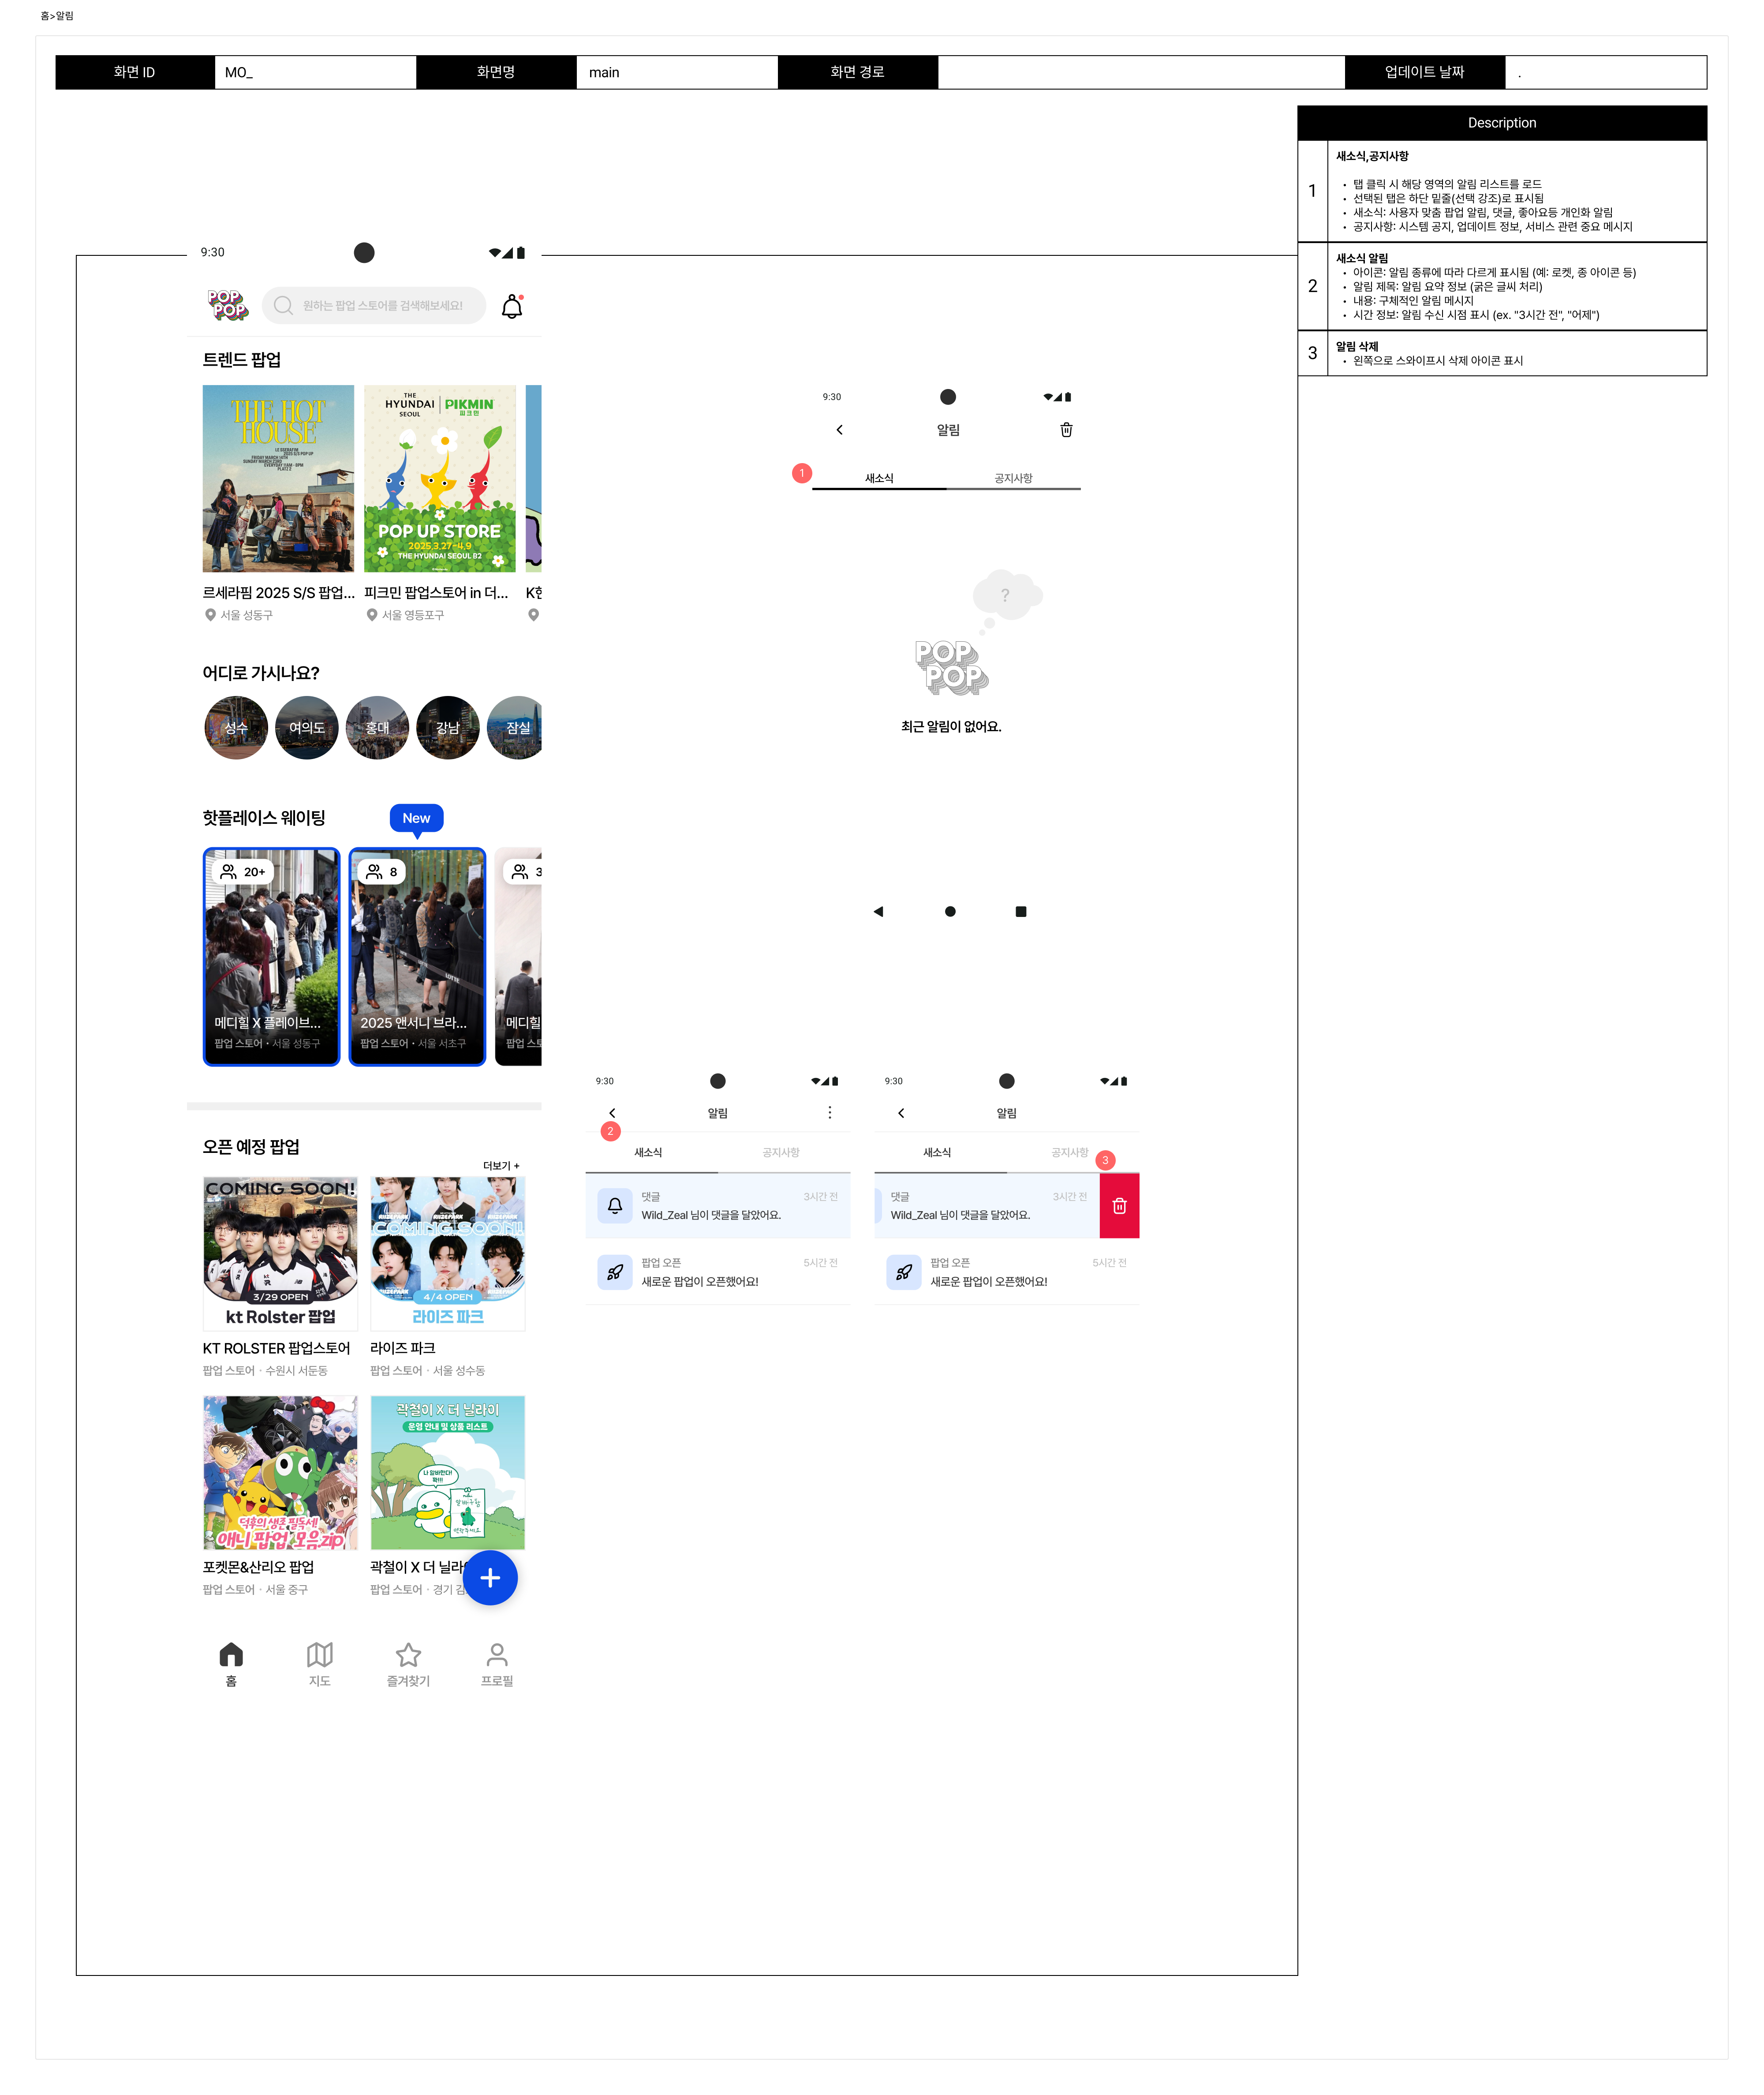 홈>알림
화면 ID
MO_
화면명
main
화면 경로
업데이트 날짜
.
Description
1
새소식,공지사항
• 탭 클릭 시 해당 영역의 알림 리스트를 로드
• 선택된 탭은 하단 밑줄(선택 강조)로 표시됨
• 새소식: 사용자 맞춤 팝업 알림, 댓글, 좋아요등 개인화 알림
• 공지사항: 시스템 공지, 업데이트 정보, 서비스 관련 중요 메시지
2
새소식 알림
• 아이콘: 알림 종류에 따라 다르게 표시됨 (예: 로켓, 종 아이콘 등)
• 알림 제목: 알림 요약 정보 (굵은 글씨 처리)
• 내용: 구체적인 알림 메시지
• 시간 정보: 알림 수신 시점 표시 (ex. "3시간 전", "어제")
3
알림 삭제
• 왼쪽으로 스와이프시 삭제 아이콘 표시
9:30
POP POP
원하는 팝업 스토어를 검색해보세요!
트렌드 팝업
THE HOT HOUSE
LE SSERAFIM
2025 S/S POP UP
FRIDAY MARCH 14TH
SUNDAY MARCH 23RD
EVERYDAY 11AM - 8PM
PLATZ 2
THE HYUNDAI SEOUL
PIKMIN
피크민
POP UP STORE
2025.3.27-4.9
THE HYUNDAI SEOUL B2
르세라핌 2025 S/S 팝업...
서울 성동구
피크민 팝업스토어 in 더...
서울 영등포구
어디로 가시나요?
성수
여의도
홍대
강남
잠실
핫플레이스 웨이팅
New
20+
8
3
메디힐 X 플레이브...
팝업 스토어 • 서울 성동구
2025 앤서니 브라...
팝업 스토어 • 서울 서초구
메디힐
팝업 스토
오픈 예정 팝업
더보기 +
COMING SOON!
3/29 OPEN
kt Rolster 팝업
COMING SOON!
4/4 OPEN
라이즈 파크
KT ROLSTER 팝업스토어
팝업 스토어 · 수원시 서둔동
라이즈 파크
팝업 스토어 · 서울 성수동
덕후의 생존 필독서!
애니 팝업 모음.zip
곽철이 X 더 닐라이
운영 안내 및 상품 리스트
포켓몬&산리오 팝업
팝업 스토어 · 서울 중구
곽철이 X 더 닐라
팝업 스토어 · 경기 김
홈
지도
즐겨찾기
프로필
9:30
알림
1
새소식
공지사항
?
POP POP
최근 알림이 없어요.
9:30
알림
2
새소식
공지사항
댓글
3시간 전
Wild_Zeal 님이 댓글을 달았어요.
팝업 오픈
5시간 전
새로운 팝업이 오픈했어요!
9:30
알림
새소식
공지사항
3
댓글
3시간 전
Wild_Zeal 님이 댓글을 달았어요.
팝업 오픈
5시간 전
새로운 팝업이 오픈했어요!